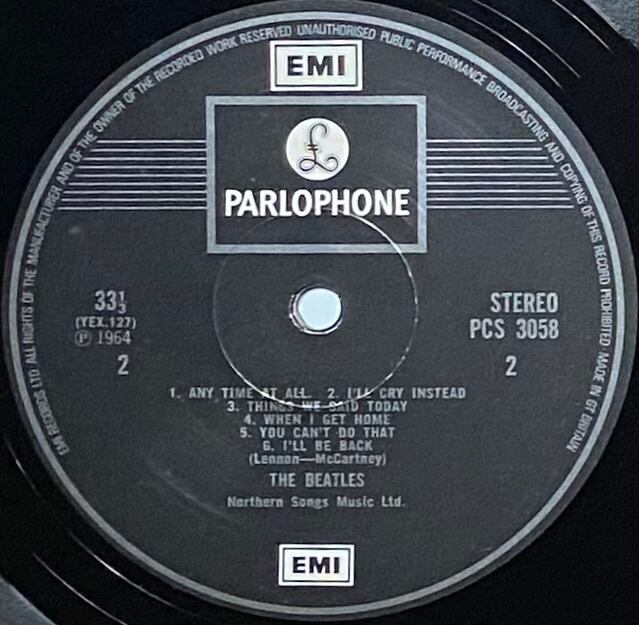 EMI RECORDS LTD ALL RIGHTS OF THE MANUFACTURER AND OF THE OWNER OF THE RECORDED WORK RESERVED UNAUTHORISED PUBLIC PERFORMANCE BROADCASTING AND COPYING OF THIS RECORD PROHIBITED · MADE IN GT BRITAIN
EMI
£
PARLOPHONE
33⅓
(YEX.127)
Ⓟ 1964
2
STEREO
PCS 3058
2
1. ANY TIME AT ALL. 2. I'LL CRY INSTEAD
3. THINGS WE SAID TODAY
4. WHEN I GET HOME
5. YOU CAN'T DO THAT
6. I'LL BE BACK
(Lennon—McCartney)
THE BEATLES
Northern Songs Music Ltd.
EMI